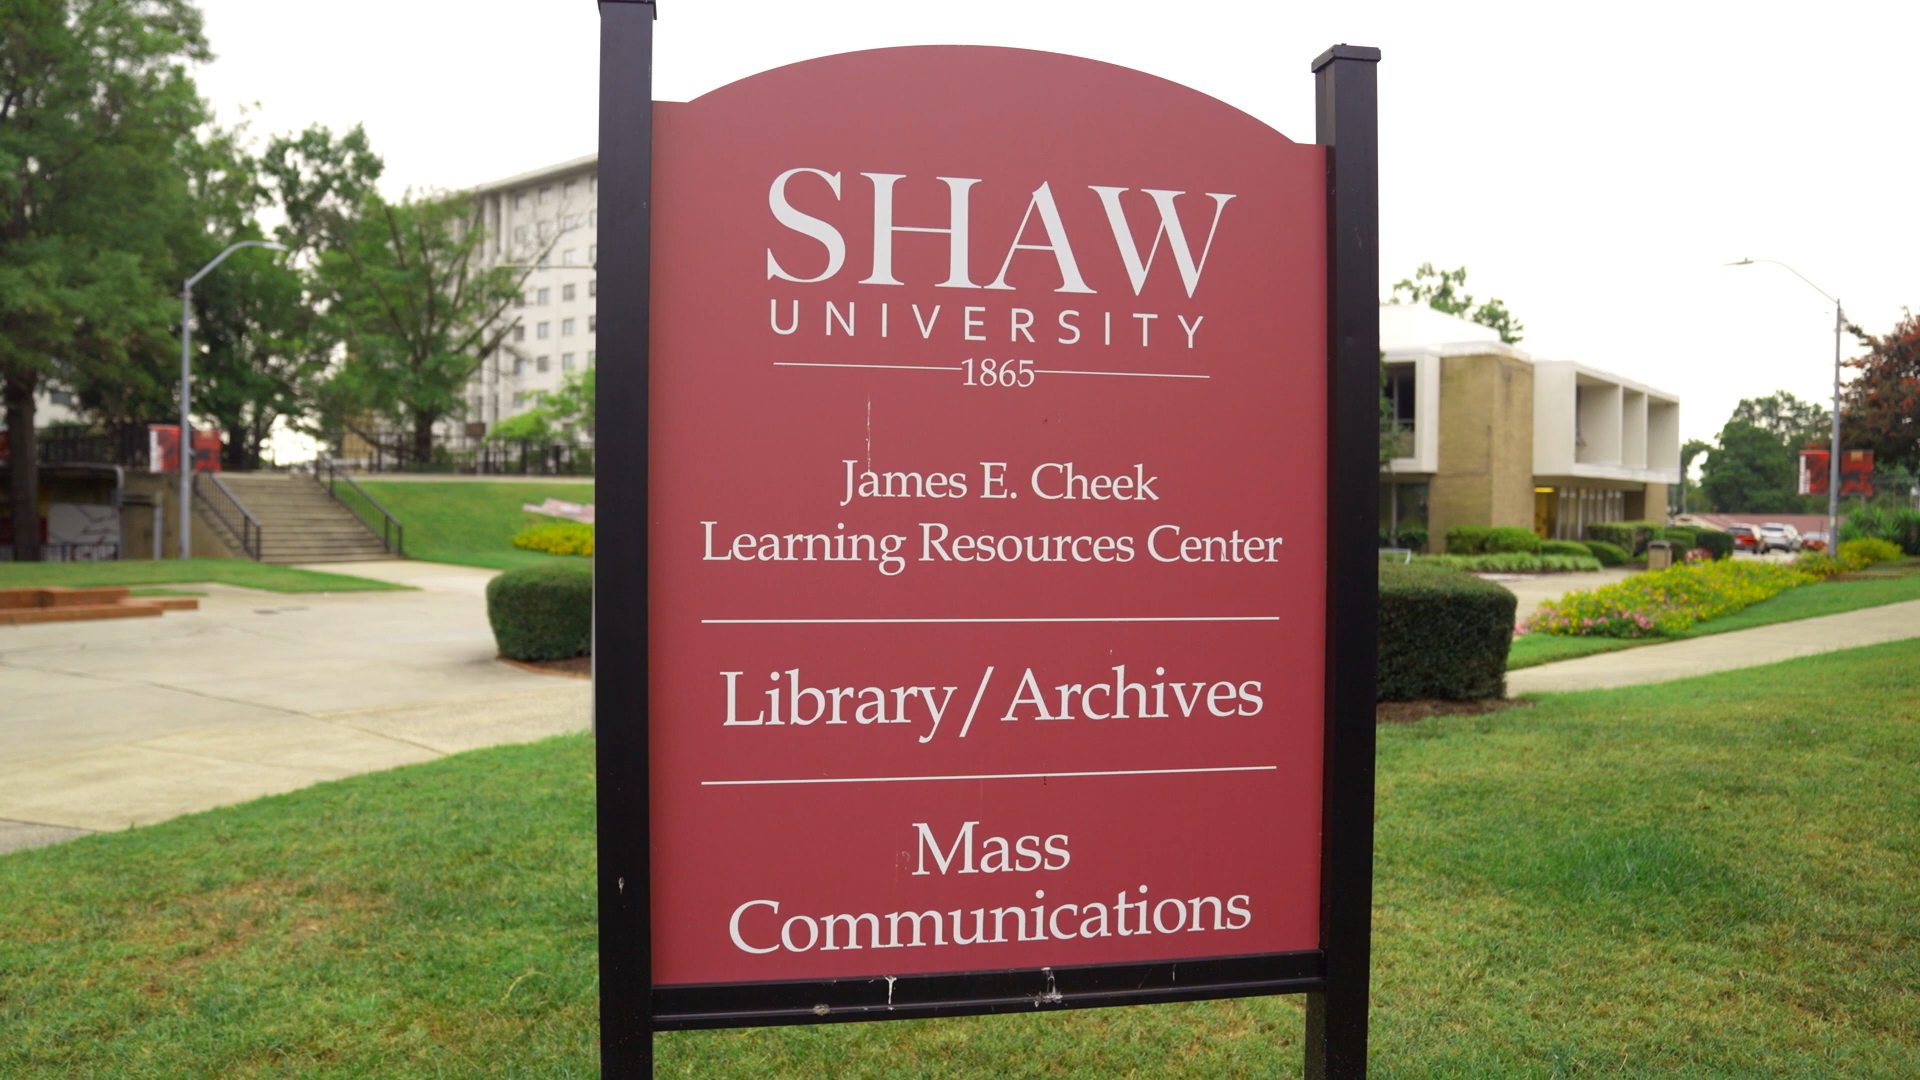 SHAW
UNIVERSITY
1865
James E. Cheek
Learning Resources Center
Library/Archives
Mass
Communications